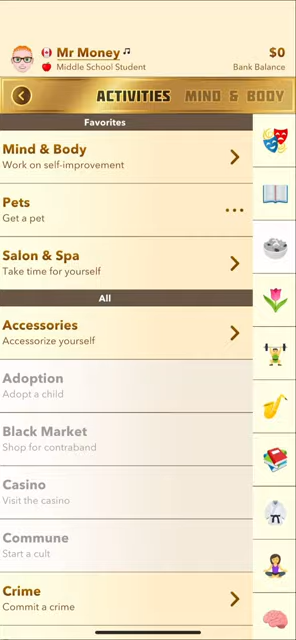 Mr Money
$0
Middle School Student
Bank Balance
ACTIVITIES MIND & BODY
Favorites
Mind & Body
Work on self-improvement
Pets
Get a pet
Salon & Spa
Take time for yourself
All
Accessories
Accessorize yourself
Adoption
Adopt a child
Black Market
Shop for contraband
Casino
Visit the casino
Commune
Start a cult
Crime
Commit a crime